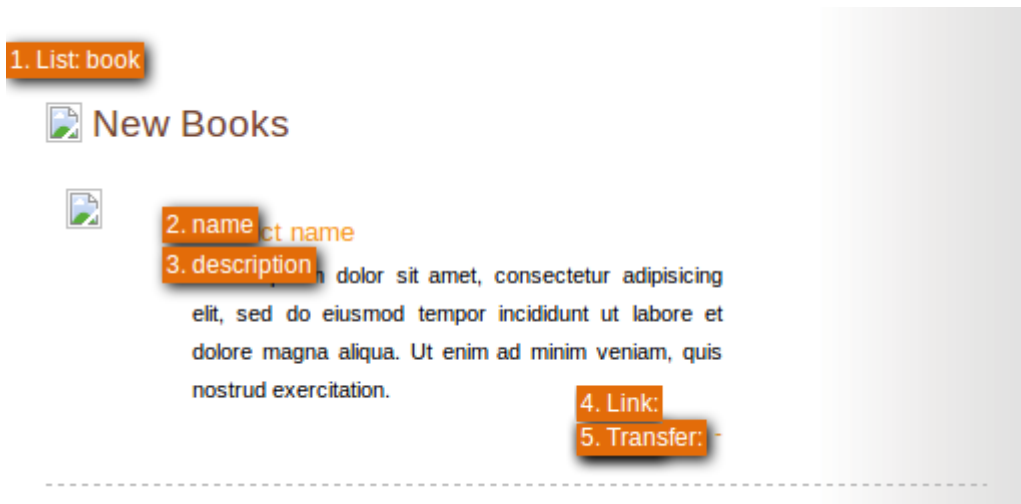 1. List: book
New Books
2. name ct name
3. description dolor sit amet, consectetur adipisicing
elit, sed do eiusmod tempor incididunt ut labore et
dolore magna aliqua. Ut enim ad minim veniam, quis
nostrud exercitation.
4. Link:
5. Transfer: